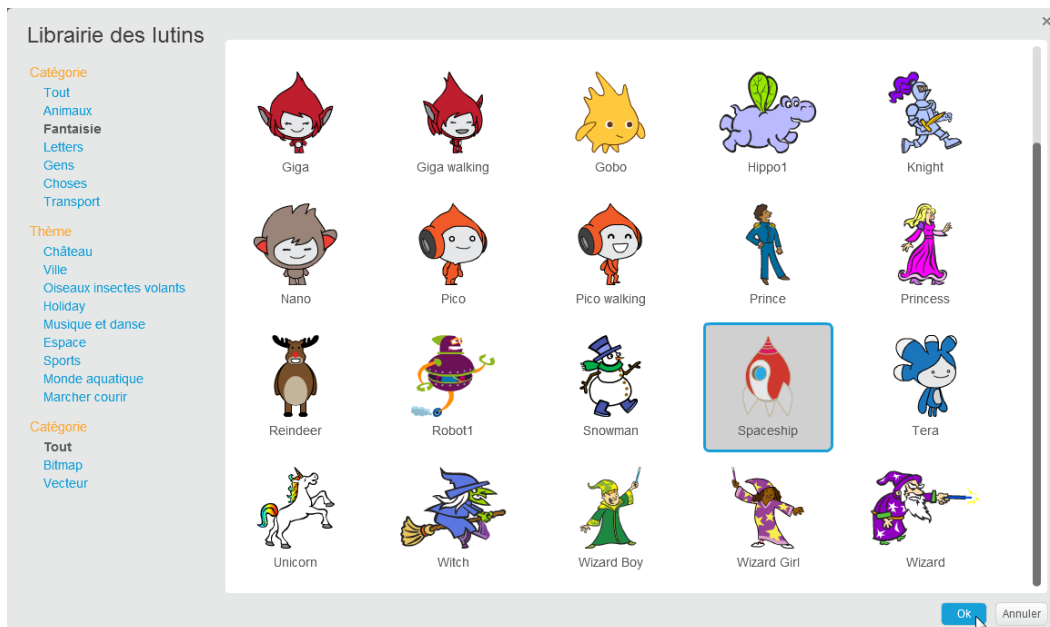 Librairie des lutins
Catégorie
Tout
Animaux
Fantaisie
Letters
Gens
Choses
Transport
Thème
Château
Ville
Oiseaux insectes volants
Holiday
Musique et danse
Espace
Sports
Monde aquatique
Marcher courir
Catégorie
Tout
Bitmap
Vecteur
Giga Giga walking Gobo Hippo1 Knight
Nano Pico Pico walking Prince Princess
Reindeer Robot1 Snowman Spaceship Tera
Unicorn Witch Wizard Boy Wizard Girl Wizard
Ok Annuler